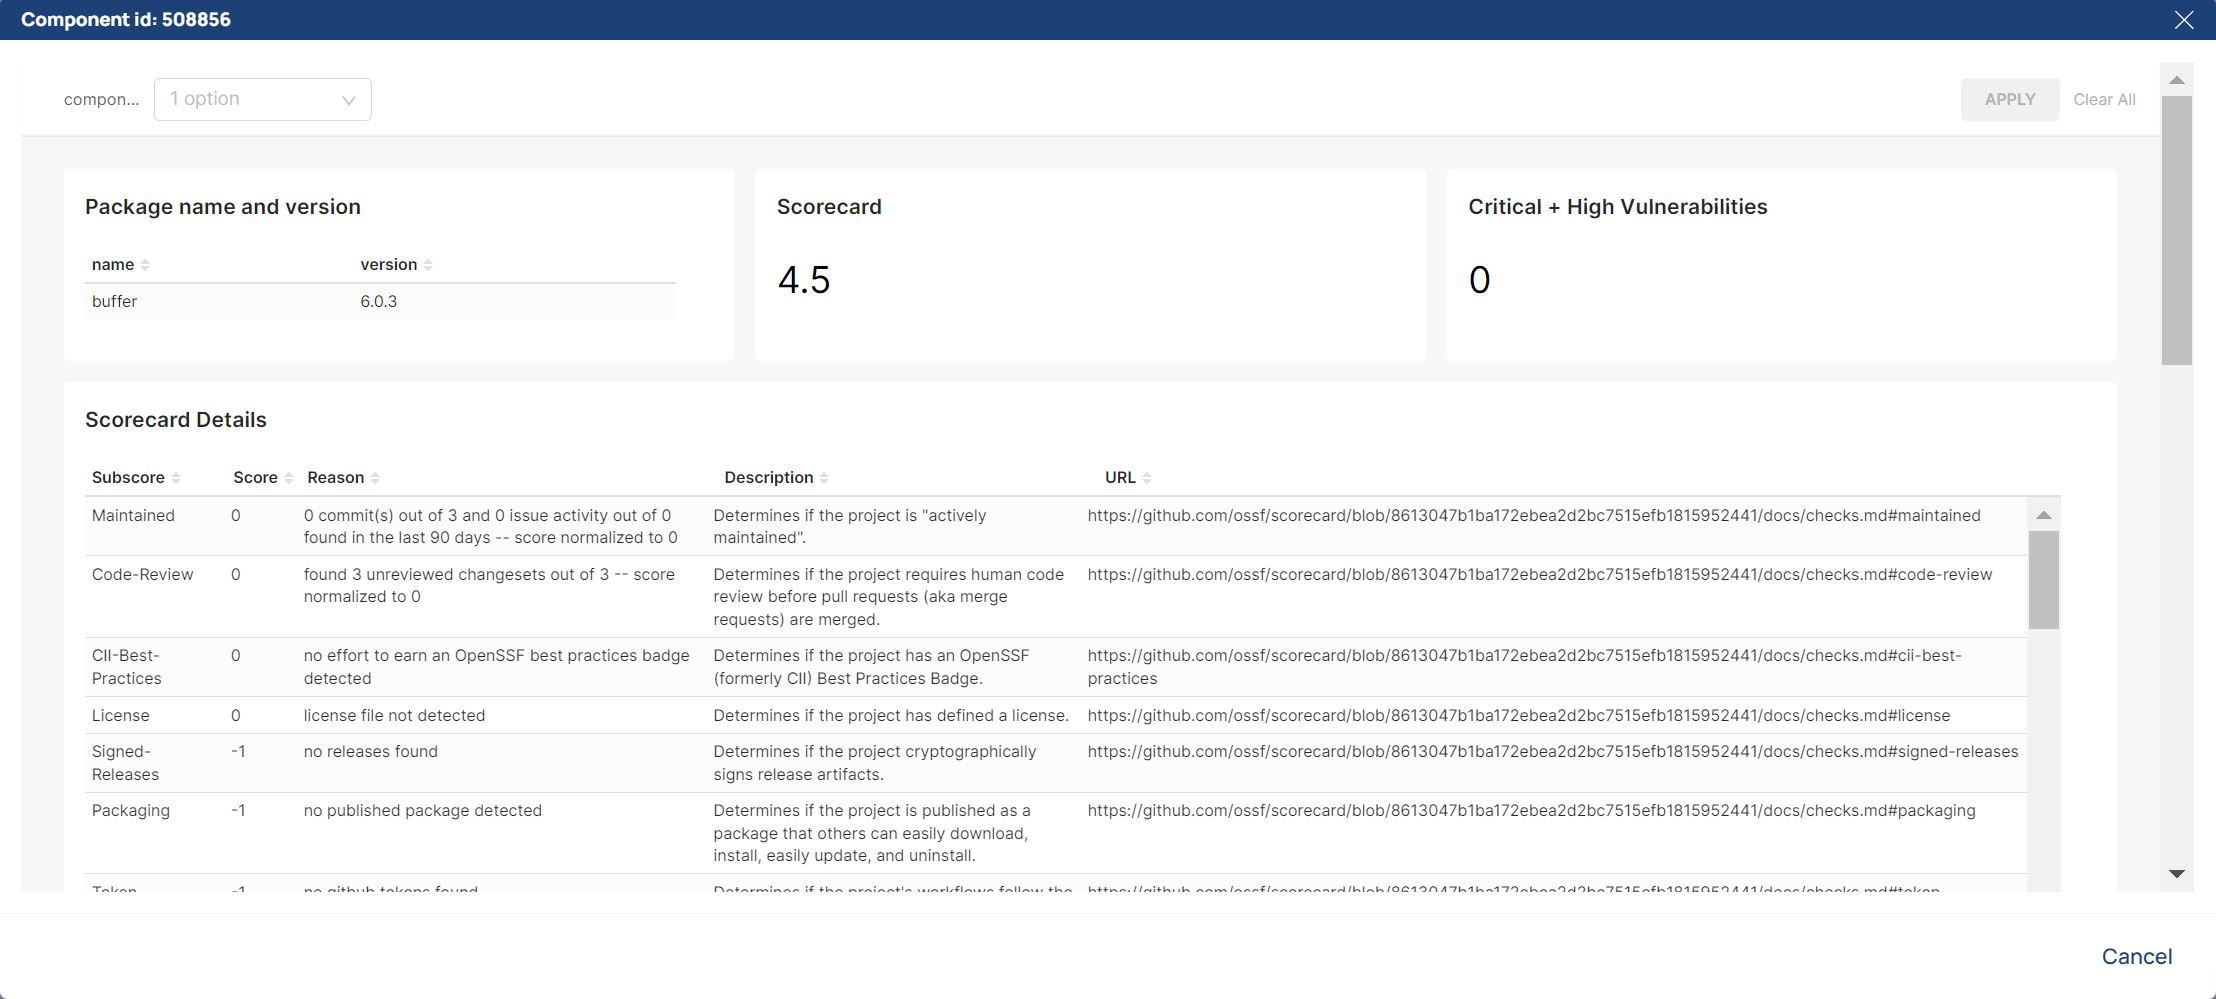 Component id: 508856
compon... 1 option APPLY Clear All
Package name and version
name version
buffer 6.0.3
Scorecard
4.5
Critical + High Vulnerabilities
0
Scorecard Details
Subscore Score Reason Description URL
Maintained 0 0 commit(s) out of 3 and 0 issue activity out of 0 Determines if the project is "actively https://github.com/ossf/scorecard/blob/8613047b1ba172ebea2d2bc7515efb1815952441/docs/checks.md#maintained
found in the last 90 days -- score normalized to 0 maintained".
Code-Review 0 found 3 unreviewed changesets out of 3 -- score Determines if the project requires human code https://github.com/ossf/scorecard/blob/8613047b1ba172ebea2d2bc7515efb1815952441/docs/checks.md#code-review
normalized to 0 review before pull requests (aka merge
requests) are merged.
CII-Best- 0 no effort to earn an OpenSSF best practices badge Determines if the project has an OpenSSF https://github.com/ossf/scorecard/blob/8613047b1ba172ebea2d2bc7515efb1815952441/docs/checks.md#cii-best-
Practices detected (formerly CII) Best Practices Badge. practices
License 0 license file not detected Determines if the project has defined a license. https://github.com/ossf/scorecard/blob/8613047b1ba172ebea2d2bc7515efb1815952441/docs/checks.md#license
Signed- -1 no releases found Determines if the project cryptographically https://github.com/ossf/scorecard/blob/8613047b1ba172ebea2d2bc7515efb1815952441/docs/checks.md#signed-releases
Releases signs release artifacts.
Packaging -1 no published package detected Determines if the project is published as a https://github.com/ossf/scorecard/blob/8613047b1ba172ebea2d2bc7515efb1815952441/docs/checks.md#packaging
package that others can easily download,
install, easily update, and uninstall.
Token -1 no github tokens found Determines if the project's workflows follow the https://github.com/ossf/scorecard/blob/8613047b1ba172ebea2d2bc7515efb1815952441/docs/checks.md#token
Cancel